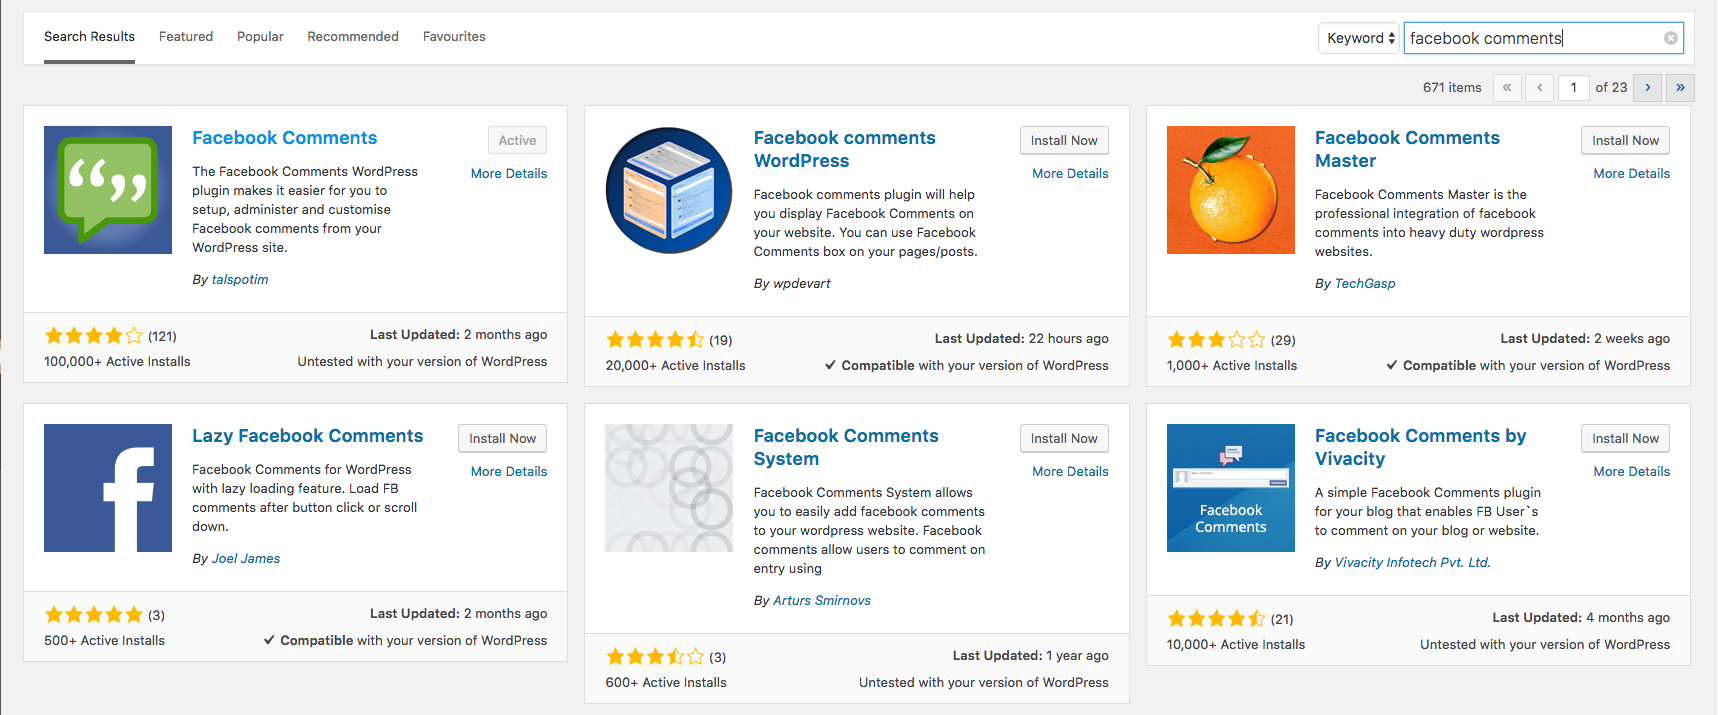 Search Results Featured Popular Recommended Favourites Keyword facebook comments
671 items « ‹ 1 of 23 › »
Facebook Comments
Active
More Details
The Facebook Comments WordPress
plugin makes it easier for you to
setup, administer and customise
Facebook comments from your
WordPress site.
By talspotim
(121)
Last Updated: 2 months ago
100,000+ Active Installs
Untested with your version of WordPress
Facebook comments
WordPress
Install Now
More Details
Facebook comments plugin will help
you display Facebook Comments on
your website. You can use Facebook
Comments box on your pages/posts.
By wpdevart
(19)
Last Updated: 22 hours ago
20,000+ Active Installs
✔ Compatible with your version of WordPress
Facebook Comments
Master
Install Now
More Details
Facebook Comments Master is the
professional integration of facebook
comments into heavy duty wordpress
websites.
By TechGasp
(29)
Last Updated: 2 weeks ago
1,000+ Active Installs
✔ Compatible with your version of WordPress
Lazy Facebook Comments
Install Now
More Details
Facebook Comments for WordPress
with lazy loading feature. Load FB
comments after button click or scroll
down.
By Joel James
(3)
Last Updated: 2 months ago
500+ Active Installs
✔ Compatible with your version of WordPress
Facebook Comments
System
Install Now
More Details
Facebook Comments System allows
you to easily add facebook comments
to your wordpress website. Facebook
comments allow users to comment on
entry using
By Arturs Smirnovs
(3)
Last Updated: 1 year ago
600+ Active Installs
Untested with your version of WordPress
Facebook
Comments
Facebook Comments by
Vivacity
Install Now
More Details
A simple Facebook Comments plugin
for your blog that enables FB User`s
to comment on your blog or website.
By Vivacity Infotech Pvt. Ltd.
(21)
Last Updated: 4 months ago
10,000+ Active Installs
Untested with your version of WordPress